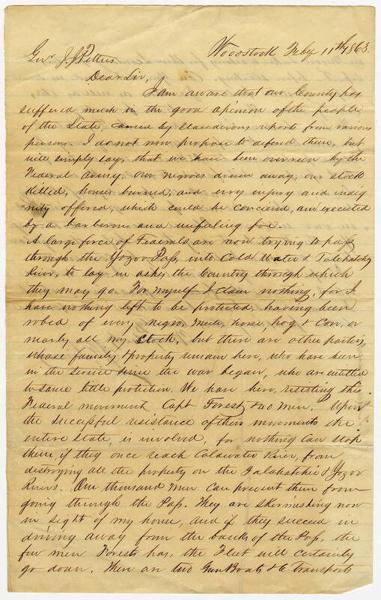 Woodstock Feby 11th 1863.
Gov. J. J. Pettus
Dear Sir,
I am aware that our County has
suffered much in the good opinion of the people
of the State, caused by slanderous reports from various
persons. I do not now propose to defend them, but
will simply say, that we have been overrun by the
Federal Army. Our negroes driven away, our stock
killed, houses burned, and every injury and indig
nity offered, which could be conceived, and executed
by a barbarous and unfeeling foe.
A large force of Federals are now trying to pass
through the Yozoo Pass, into Cold Water & Talahatchy
River, to lay in ashes the Country through which
they may go. For myself I claim nothing, for I
have nothing left to be protected, having been
robed of every negro, mule, horse, hog & Corn, or
nearly all my stock, but there are other parties,
whose family & property remain here, who have been
in the service since the war began, who are entitled
to some little protection. We have here, resisting this
Federal movement, Capt Forest, 200 men. Upon
the successful resistance of these movements the
entire State, is involved, for nothing can stop
them if they once reach Coldwater River, from
destroying all the property on the Talahatchie & Yozoo
Rivers. One thousand men can prevent them from
going through the Pass. They are skirmishing now
in sight of my house, and if they succeed in
driving away from the banks of the Pass, the
few men Forest has, the Fleet will certainly
go down. There are two Gun Boats & 6 transports